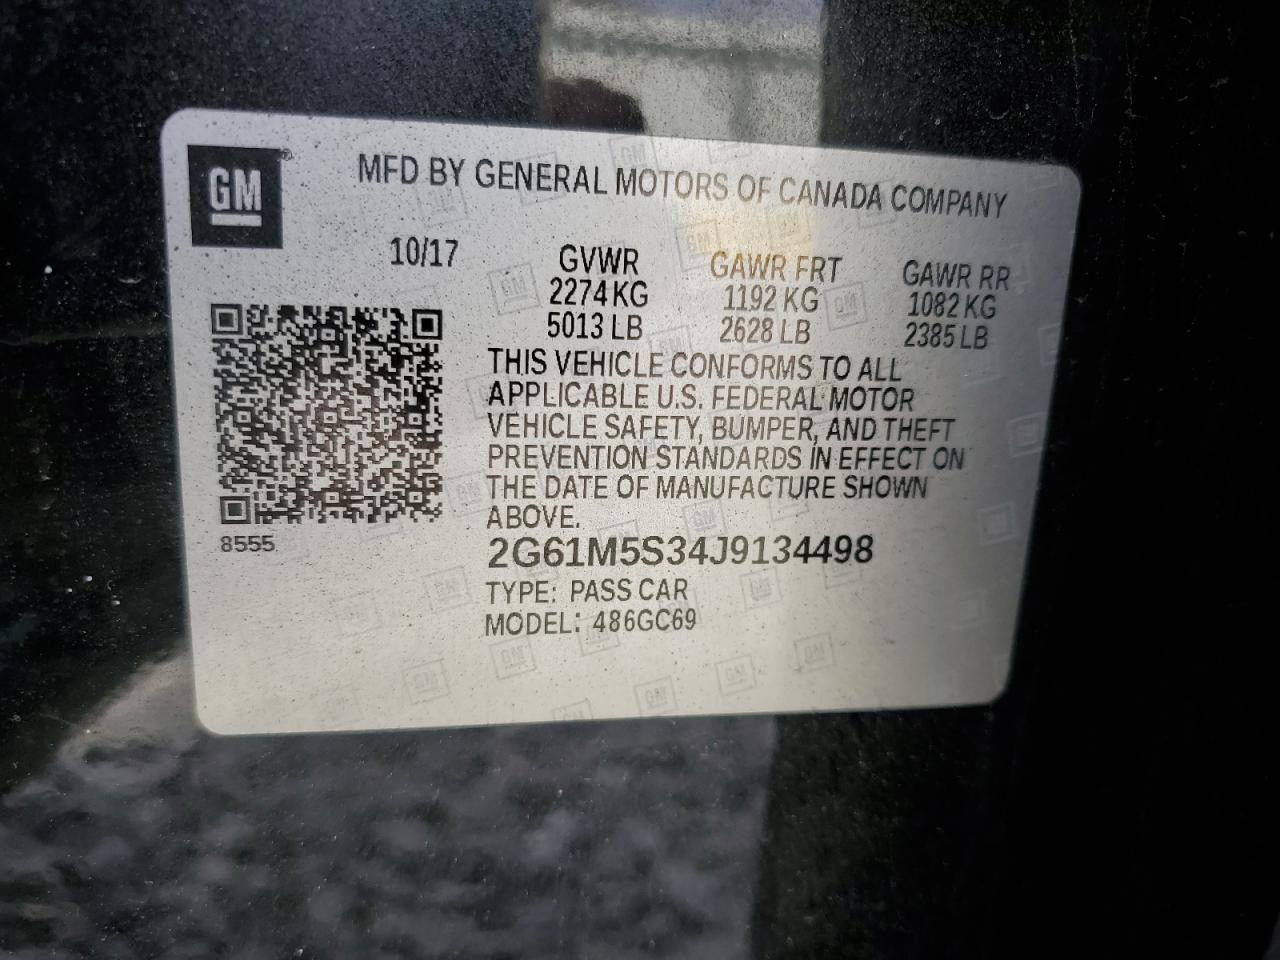 GM
MFD BY GENERAL MOTORS OF CANADA COMPANY
10/17
GVWR GAWR FRT GAWR RR
2274 KG 1192 KG 1082 KG
5013 LB 2628 LB 2385 LB
THIS VEHICLE CONFORMS TO ALL
APPLICABLE U.S. FEDERAL MOTOR
VEHICLE SAFETY, BUMPER, AND THEFT
PREVENTION STANDARDS IN EFFECT ON
THE DATE OF MANUFACTURE SHOWN
ABOVE.
8555
2G61M5S34J9134498
TYPE: PASS CAR
MODEL: 486GC69